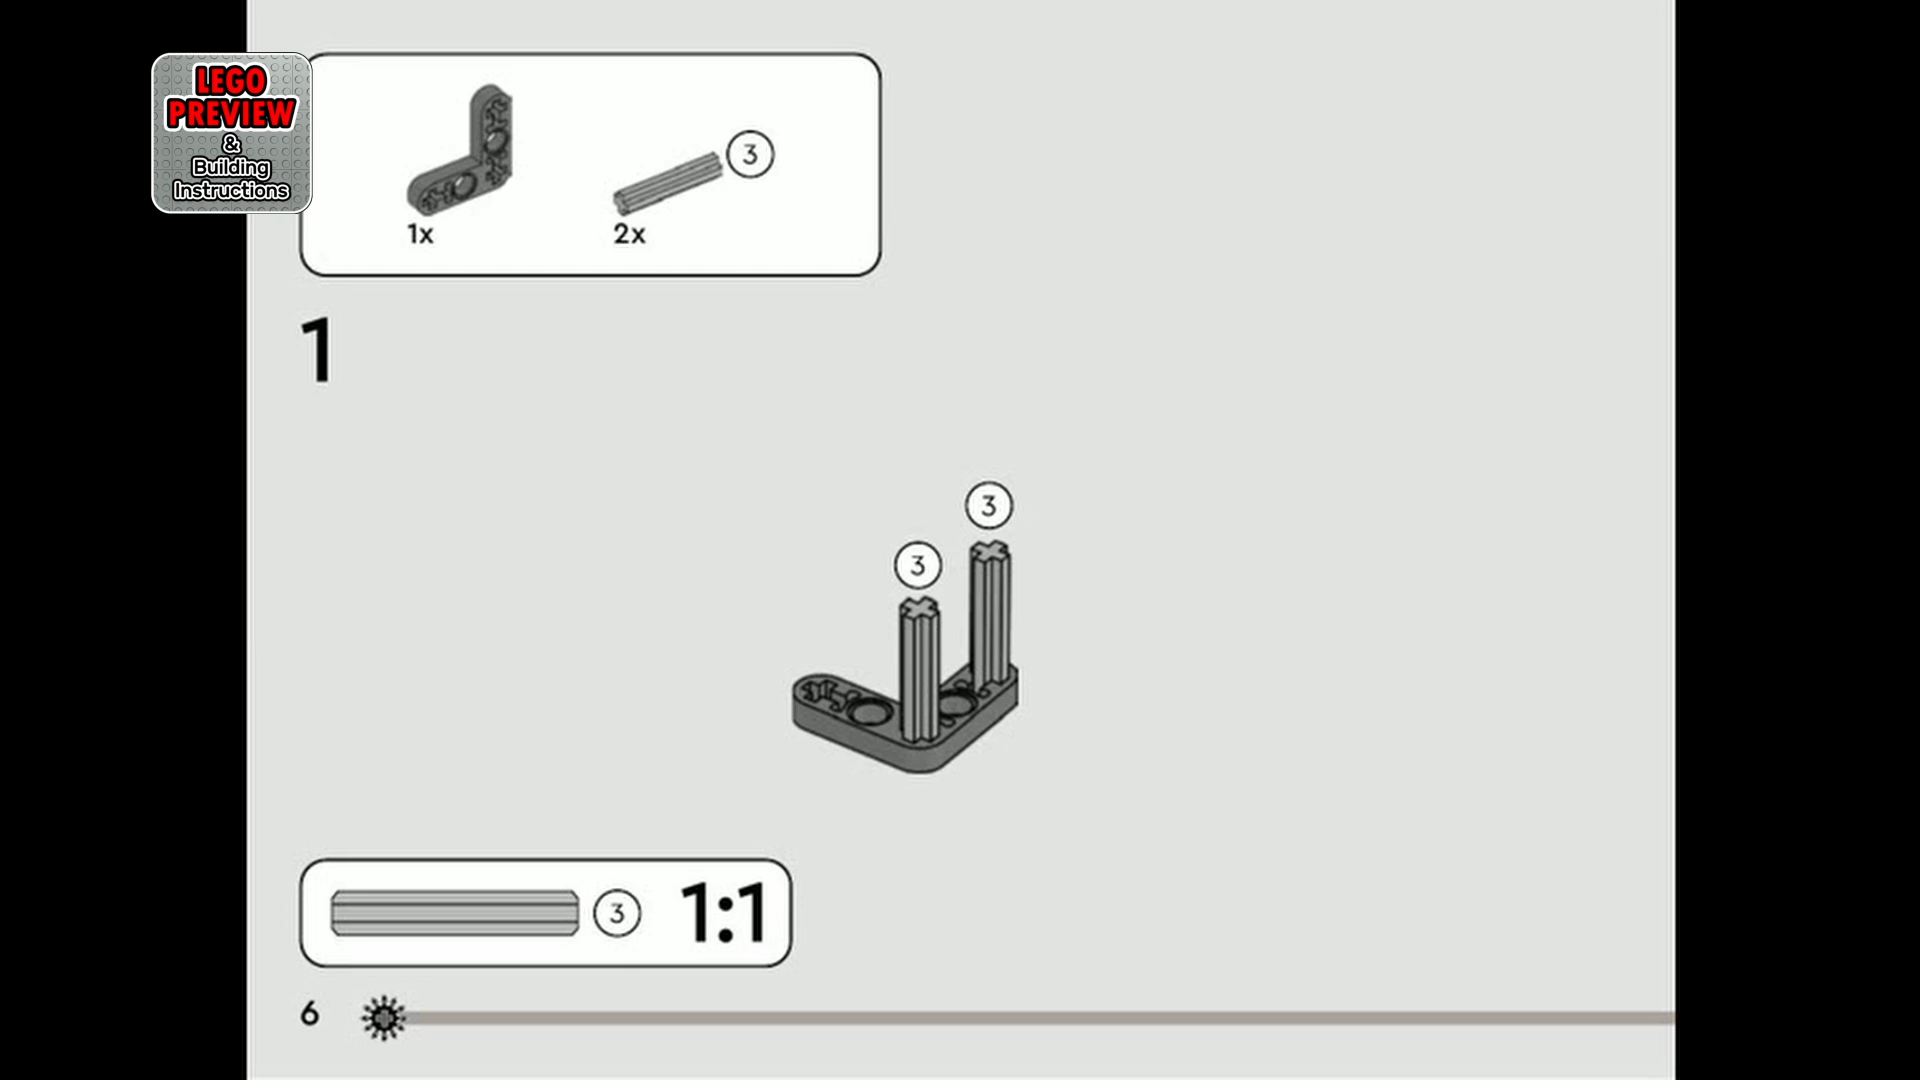 LEGO
PREVIEW
&
Building
Instructions
3
1x
2x
1
3
3
3
1:1
6